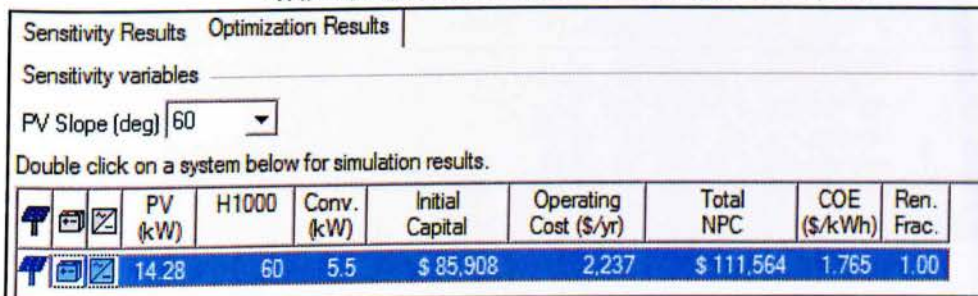 Sensitivity Results Optimization Results
Sensitivity variables
PV Slope (deg) 60
Double click on a system below for simulation results.
PV (kW) H1000 Conv. (kW) Initial Capital Operating Cost ($/yr) Total NPC COE ($/kWh) Ren. Frac.
14.28 60 5.5 $ 85,908 2,237 $ 111,564 1.765 1.00